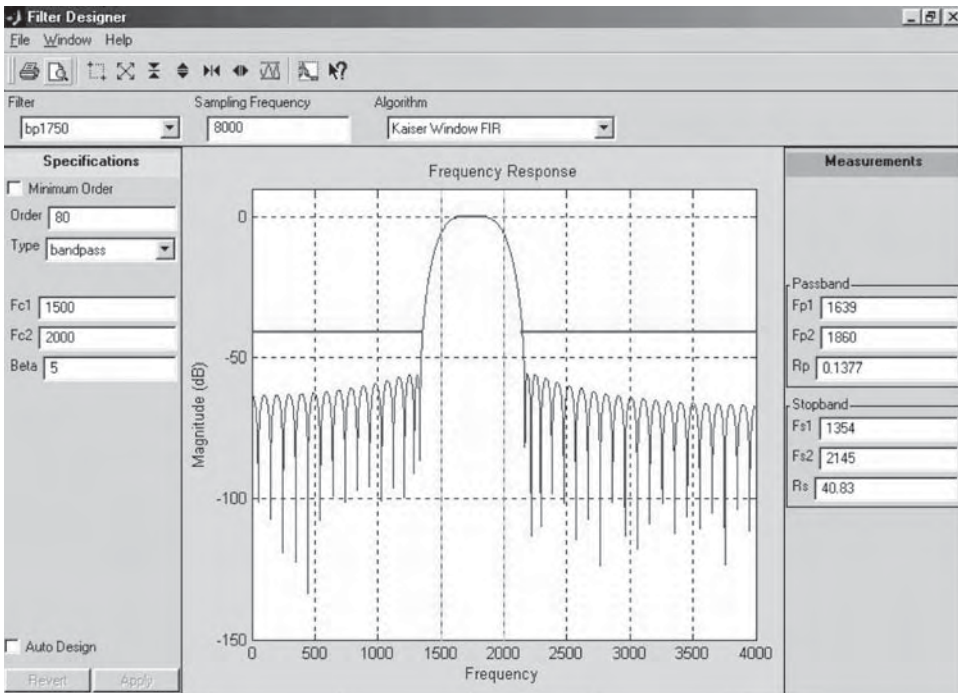 Filter Designer
File Window Help
Filter
bp1750
Sampling Frequency
8000
Algorithm
Kaiser Window FIR
Specifications
Minimum Order
Order 80
Type bandpass
Fc1 1500
Fc2 2000
Beta 5
Auto Design
Revert Apply
Frequency Response
Magnitude (dB)
0
-50
-100
-150
0 500 1000 1500 2000 2500 3000 3500 4000
Frequency
Measurements
Passband
Fp1 1639
Fp2 1860
Rp 0.1377
Stopband
Fs1 1354
Fs2 2145
Rs 40.83